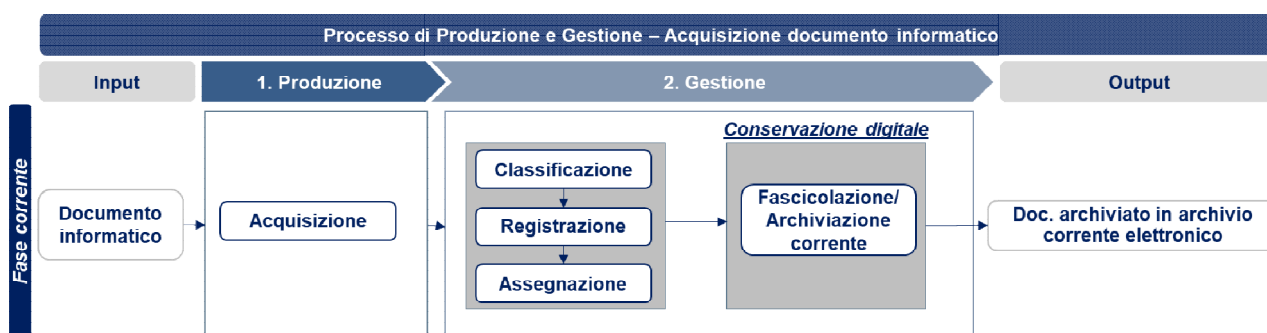 Processo di Produzione e Gestione – Acquisizione documento informatico
Input
1. Produzione
2. Gestione
Output
Fase corrente
Documento
informatico
Acquisizione
Classificazione
Registrazione
Assegnazione
Conservazione digitale
Fascicolazione/
Archiviazione
corrente
Doc. archiviato in archivio
corrente elettronico